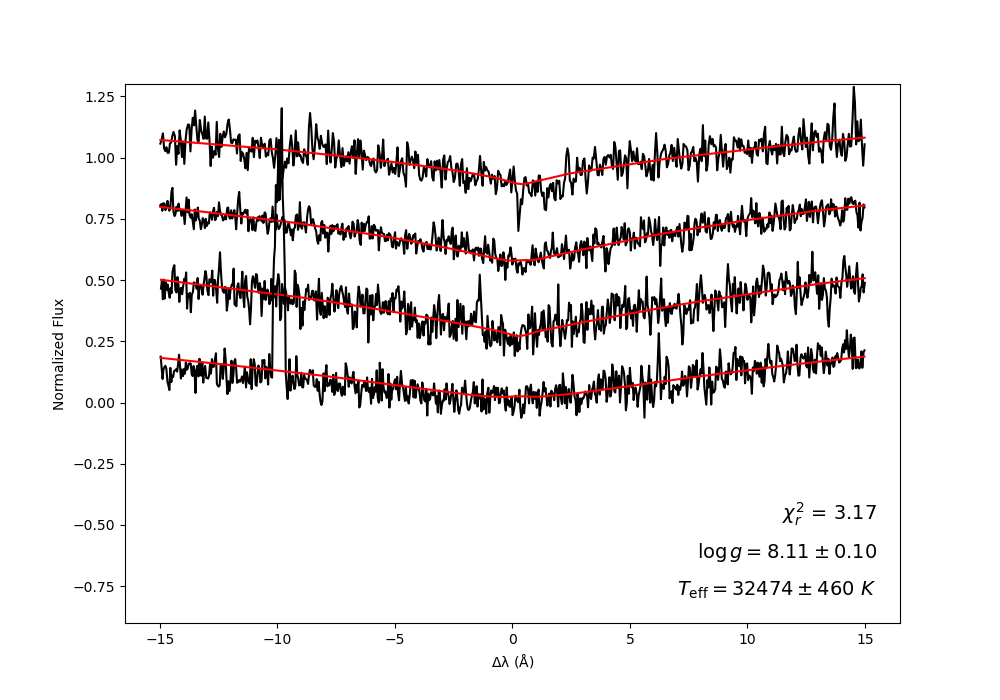 1.25
1.00
0.75
0.50
0.25
0.00
−0.25
−0.50
−0.75
Normalized Flux
χ²ᵣ = 3.17
log g = 8.11 ± 0.10
T_eff = 32474 ± 460 K
−15 −10 −5 0 5 10 15
Δλ (Å)